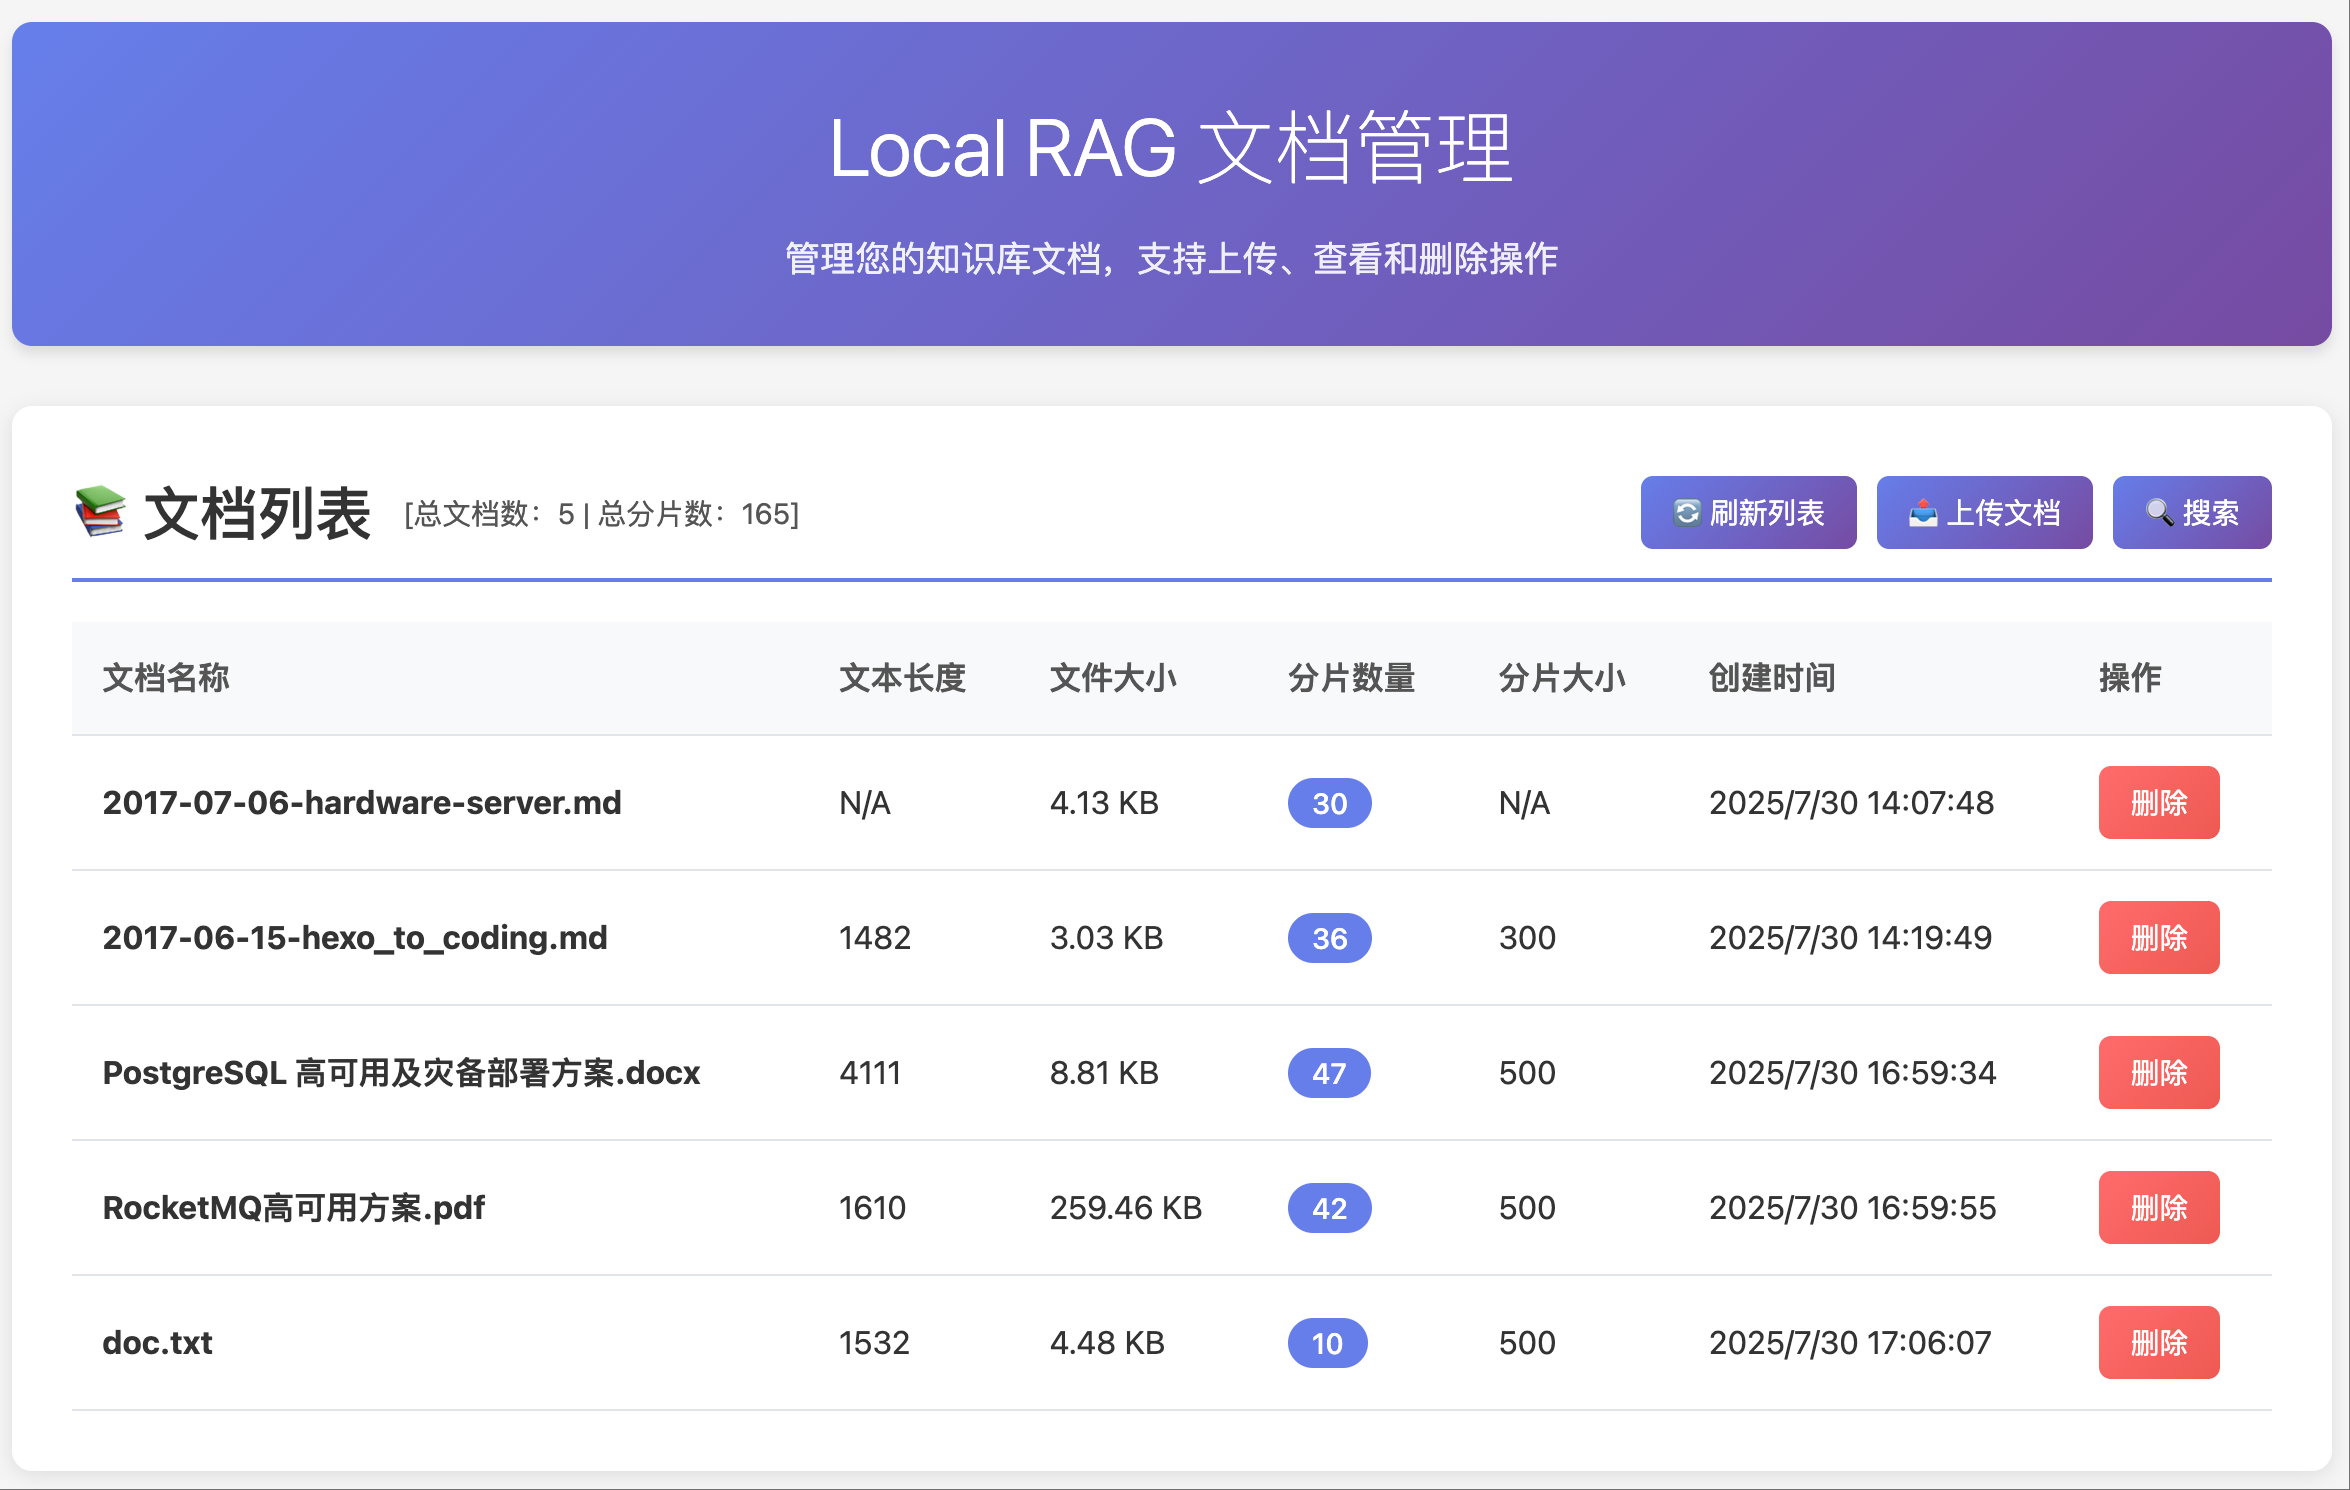 Local RAG 文档管理
管理您的知识库文档，支持上传、查看和删除操作
📚 文档列表 [总文档数：5 | 总分片数：165] 🔄 刷新列表 📤 上传文档 🔍 搜索
文档名称 文本长度 文件大小 分片数量 分片大小 创建时间 操作
2017-07-06-hardware-server.md N/A 4.13 KB 30 N/A 2025/7/30 14:07:48 删除
2017-06-15-hexo_to_coding.md 1482 3.03 KB 36 300 2025/7/30 14:19:49 删除
PostgreSQL 高可用及灾备部署方案.docx 4111 8.81 KB 47 500 2025/7/30 16:59:34 删除
RocketMQ高可用方案.pdf 1610 259.46 KB 42 500 2025/7/30 16:59:55 删除
doc.txt 1532 4.48 KB 10 500 2025/7/30 17:06:07 删除